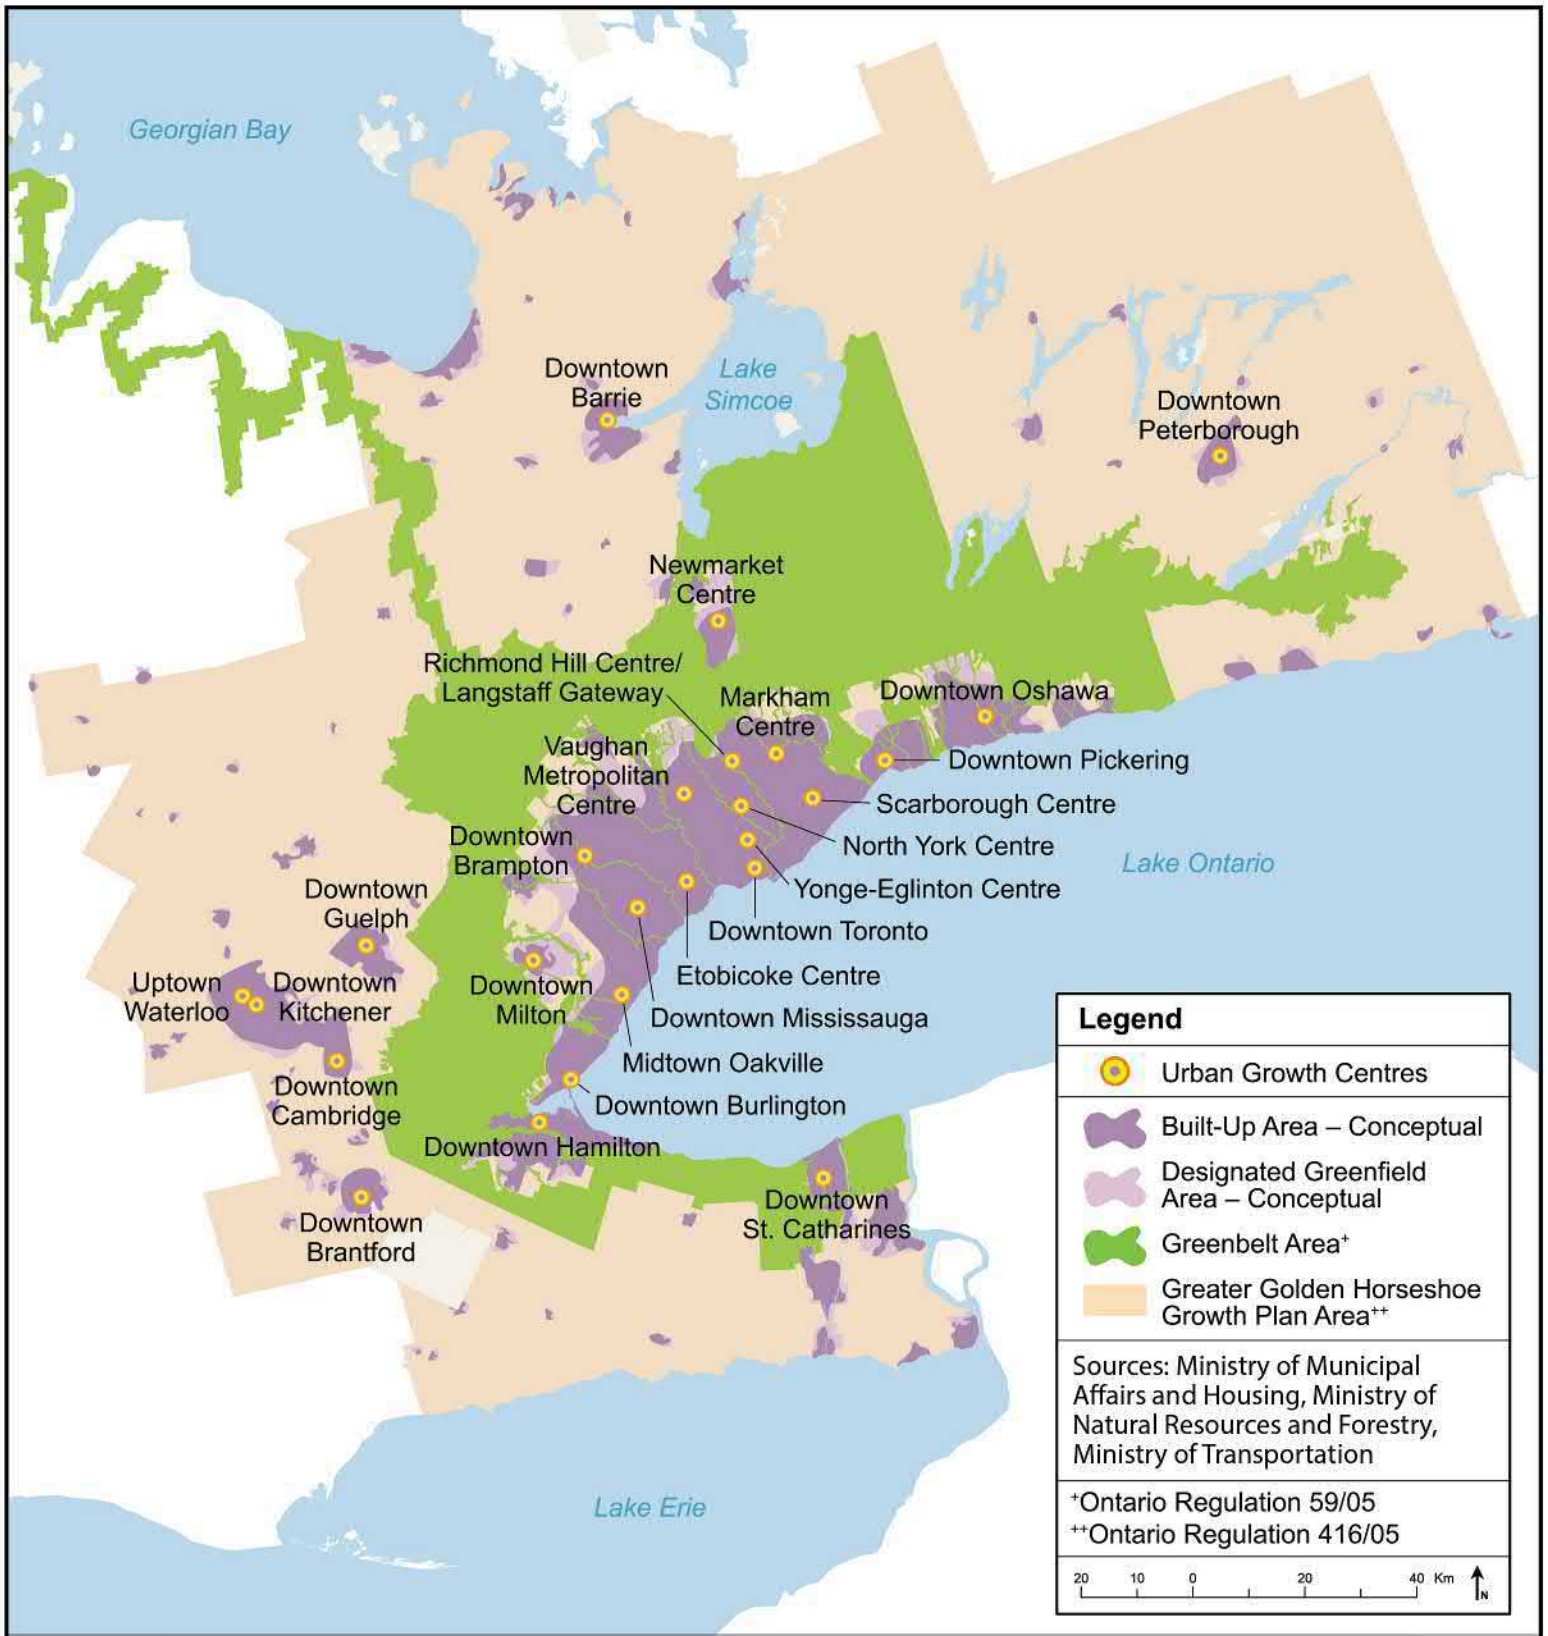 Georgian Bay
Downtown
Barrie
Lake
Simcoe
Downtown
Peterborough
Newmarket
Centre
Richmond Hill Centre/
Langstaff Gateway
Markham
Centre
Downtown Oshawa
Vaughan
Metropolitan
Centre
Downtown Pickering
Scarborough Centre
Downtown
Brampton
North York Centre
Lake Ontario
Yonge-Eglinton Centre
Downtown
Guelph
Downtown Toronto
Etobicoke Centre
Uptown
Waterloo
Downtown
Kitchener
Downtown
Milton
Downtown Mississauga
Midtown Oakville
Downtown
Cambridge
Downtown Burlington
Downtown Hamilton
Downtown
St. Catharines
Downtown
Brantford
Lake Erie
Legend
Urban Growth Centres
Built-Up Area – Conceptual
Designated Greenfield
Area – Conceptual
Greenbelt Area+
Greater Golden Horseshoe
Growth Plan Area++
Sources: Ministry of Municipal
Affairs and Housing, Ministry of
Natural Resources and Forestry,
Ministry of Transportation
+Ontario Regulation 59/05
++Ontario Regulation 416/05
20 10 0 20 40 Km
N